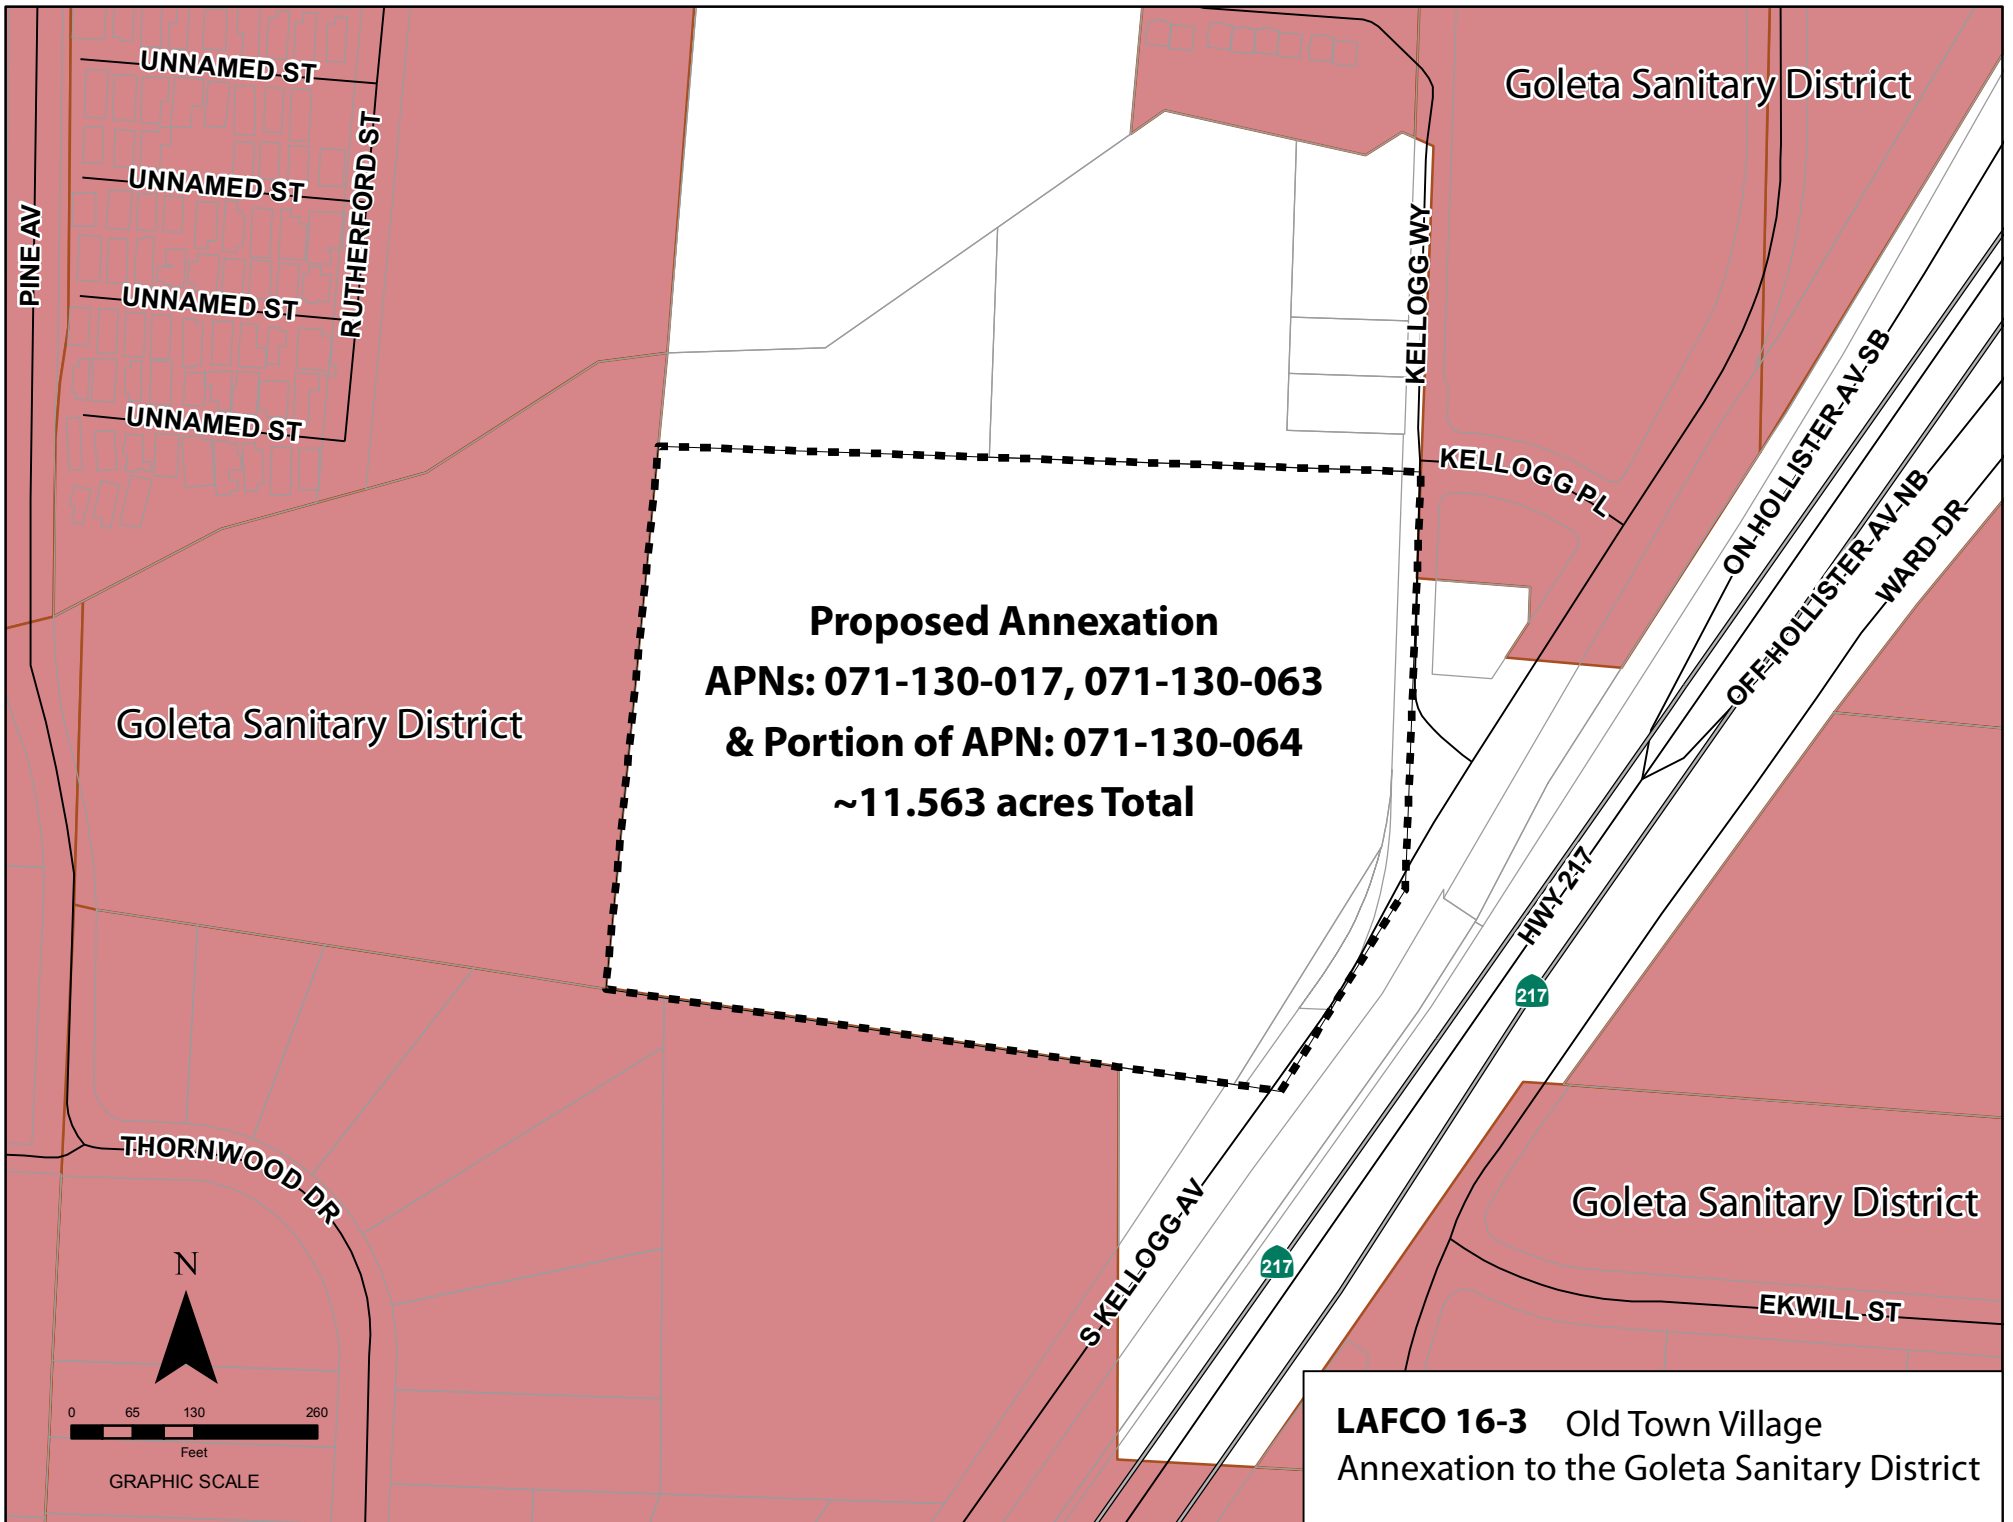 UNNAMED ST
Goleta Sanitary District
RUTHERFORD ST
UNNAMED ST
PINE AV
KELLOGG WY
UNNAMED ST
ON HOLLISTER AV SB
UNNAMED ST
KELLOGG PL
OFF HOLLISTER AV NB
WARD DR
Proposed Annexation
APNs: 071-130-017, 071-130-063
& Portion of APN: 071-130-064
~11.563 acres Total
Goleta Sanitary District
HWY 217
217
THORNWOOD DR
Goleta Sanitary District
S KELLOGG AV
217
EKWILL ST
N
0 65 130 260
Feet
GRAPHIC SCALE
LAFCO 16-3 Old Town Village
Annexation to the Goleta Sanitary District